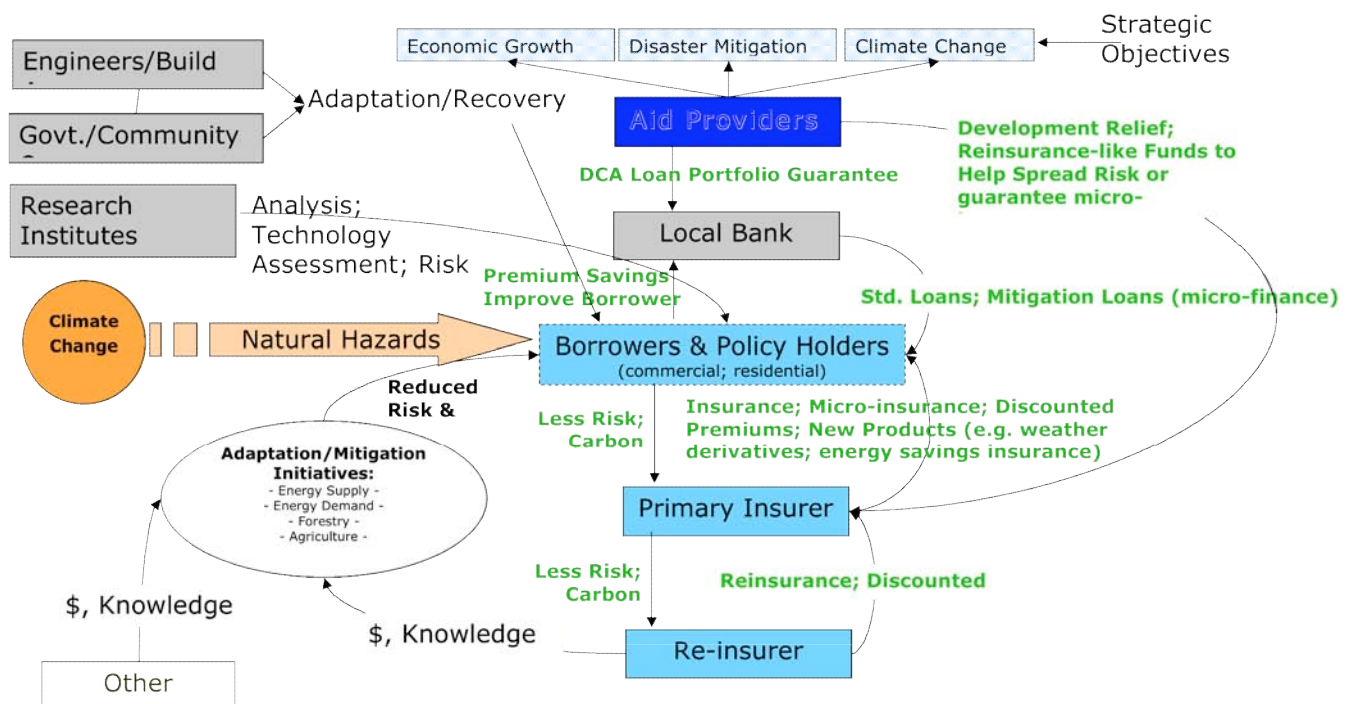 Strategic
Objectives
Economic Growth
Disaster Mitigation
Climate Change
Engineers/Build
Adaptation/Recovery
Govt./Community
Aid Providers
Development Relief;
Reinsurance-like Funds to
Help Spread Risk or
guarantee micro-
DCA Loan Portfolio Guarantee
Research
Institutes
Analysis;
Technology
Assessment; Risk
Local Bank
Premium Savings
Improve Borrower
Std. Loans; Mitigation Loans (micro-finance)
Climate
Change
Natural Hazards
Borrowers & Policy Holders
(commercial; residential)
Reduced
Risk &
Less Risk;
Carbon
Insurance; Micro-insurance; Discounted
Premiums; New Products (e.g. weather
derivatives; energy savings insurance)
Adaptation/Mitigation
Initiatives:
- Energy Supply -
- Energy Demand -
- Forestry -
- Agriculture -
Primary Insurer
Less Risk;
Carbon
Reinsurance; Discounted
$, Knowledge
$, Knowledge
Re-insurer
Other